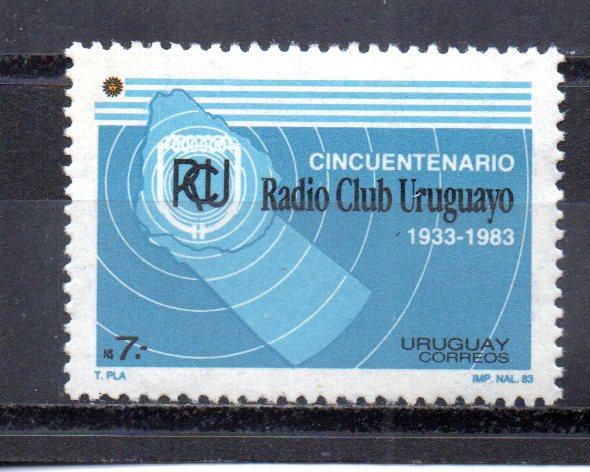 CINCUENTENARIO
RCU
Radio Club Uruguayo
1933-1983
N$ 7.-
URUGUAY
CORREOS
T. PLA
IMP. NAL. 83